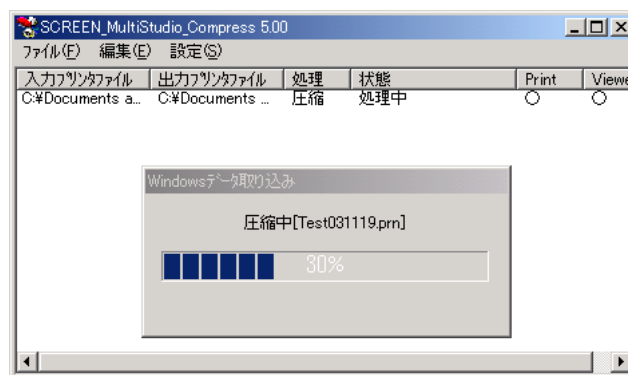 SCREEN_MultiStudio_Compress 5.00
ファイル(F) 編集(E) 設定(S)
入力プリンタファイル 出力プリンタファイル 処理 状態 Print Viewe
C:¥Documents a... C:¥Documents ... 圧縮 処理中 ○ ○
Windowsデータ取り込み
圧縮中[Test031119.prn]
30%